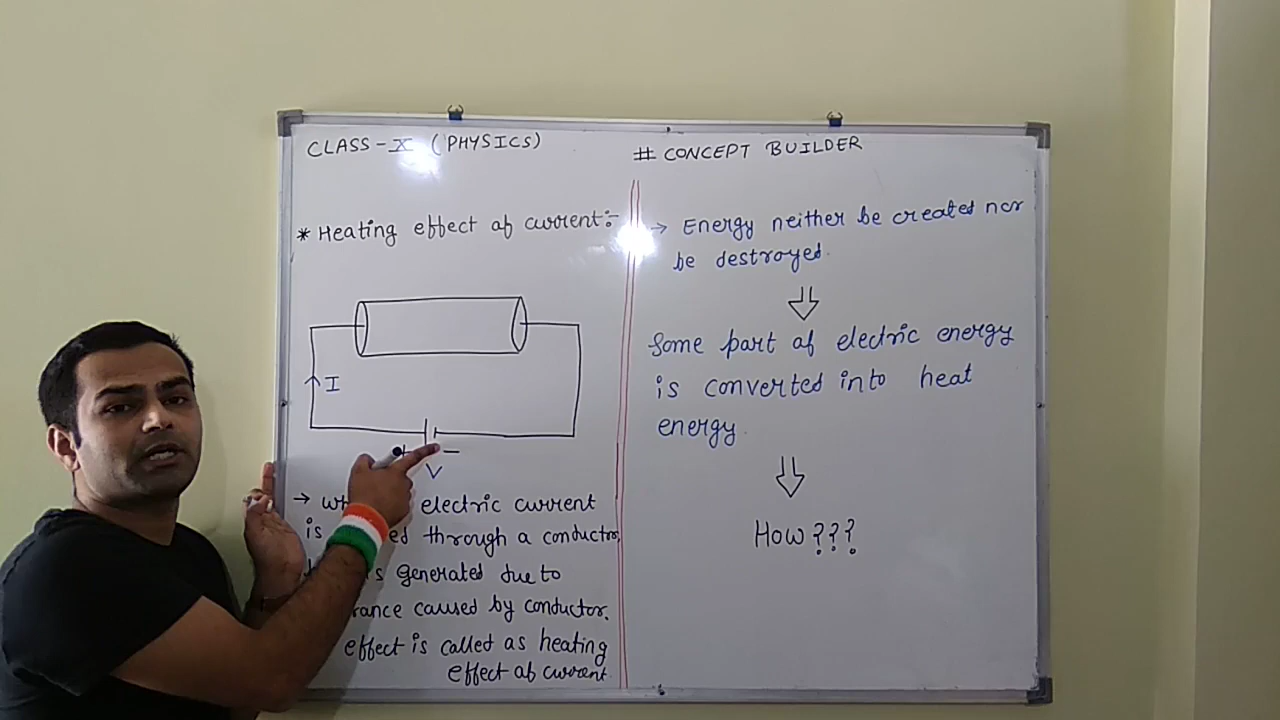 CLASS-X (PHYSICS)
* Heating effect of current:-
I
V
→ electric current
is through a conductor,
generated due to
caused by conductor.
effect is called as heating
effect of current
# CONCEPT BUILDER
→ Energy neither be created nor
be destroyed.
⇓
Some part of electric energy
is converted into heat
energy.
⇓
How???